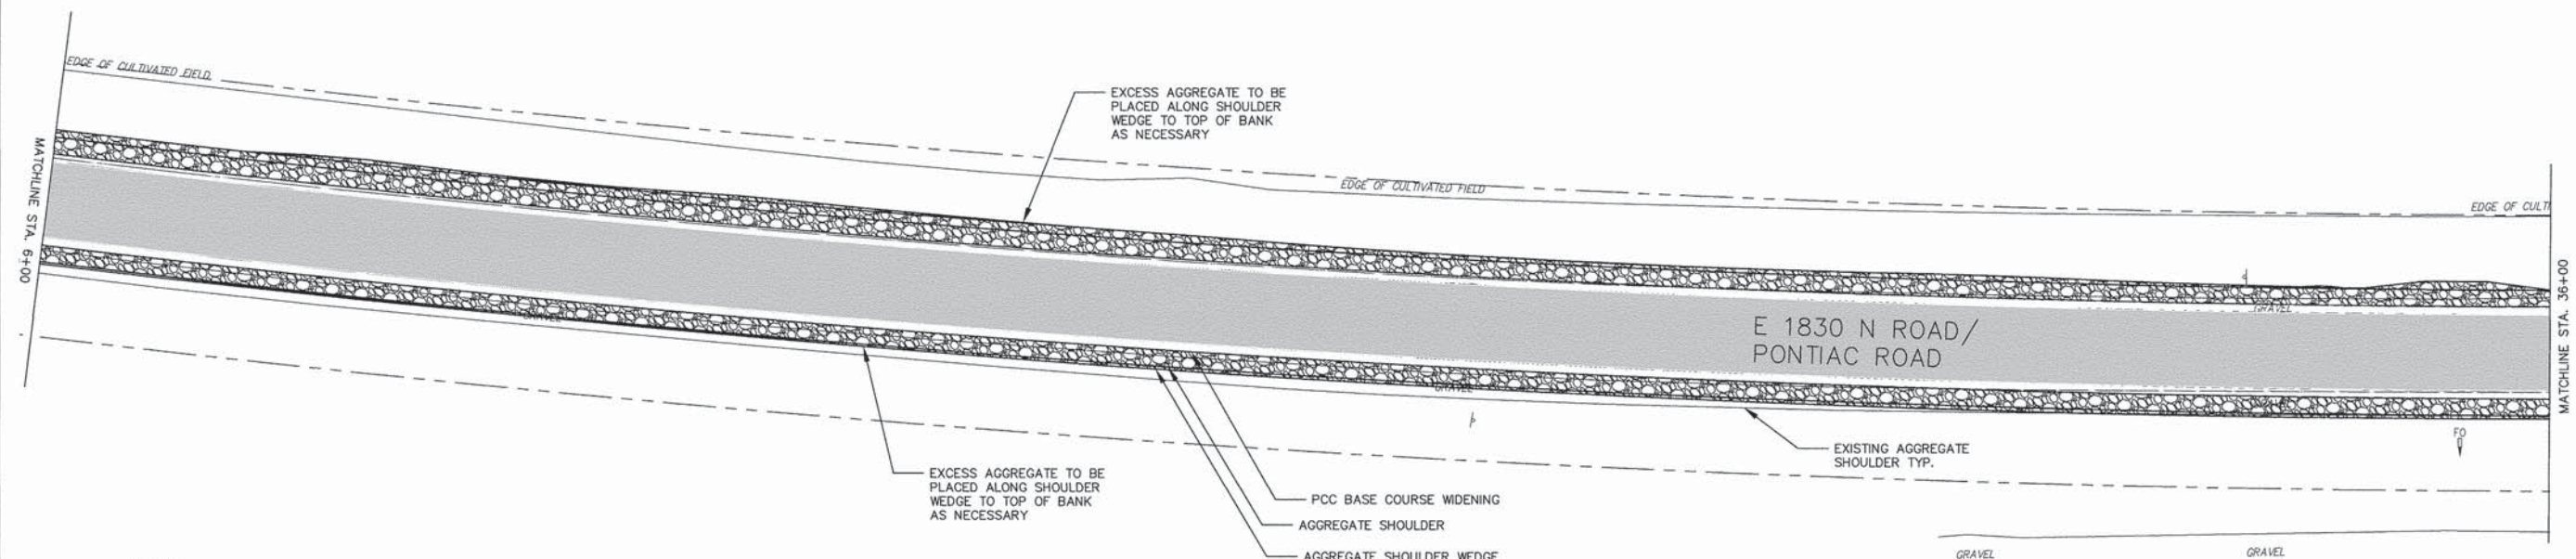 EDGE OF CULTIVATED FIELD
MATCHLINE STA. 6+00
EXCESS AGGREGATE TO BE
PLACED ALONG SHOULDER
WEDGE TO TOP OF BANK
AS NECESSARY
EDGE OF CULTIVATED FIELD
EDGE OF CULTI
MATCHLINE STA. 36+00
GRAVEL
E 1830 N ROAD/
PONTIAC ROAD
GRAVEL
GRAVEL
EXCESS AGGREGATE TO BE
PLACED ALONG SHOULDER
WEDGE TO TOP OF BANK
AS NECESSARY
EXISTING AGGREGATE
SHOULDER TYP.
FO
PCC BASE COURSE WIDENING
AGGREGATE SHOULDER
AGGREGATE SHOULDER WEDGE
GRAVEL
GRAVEL